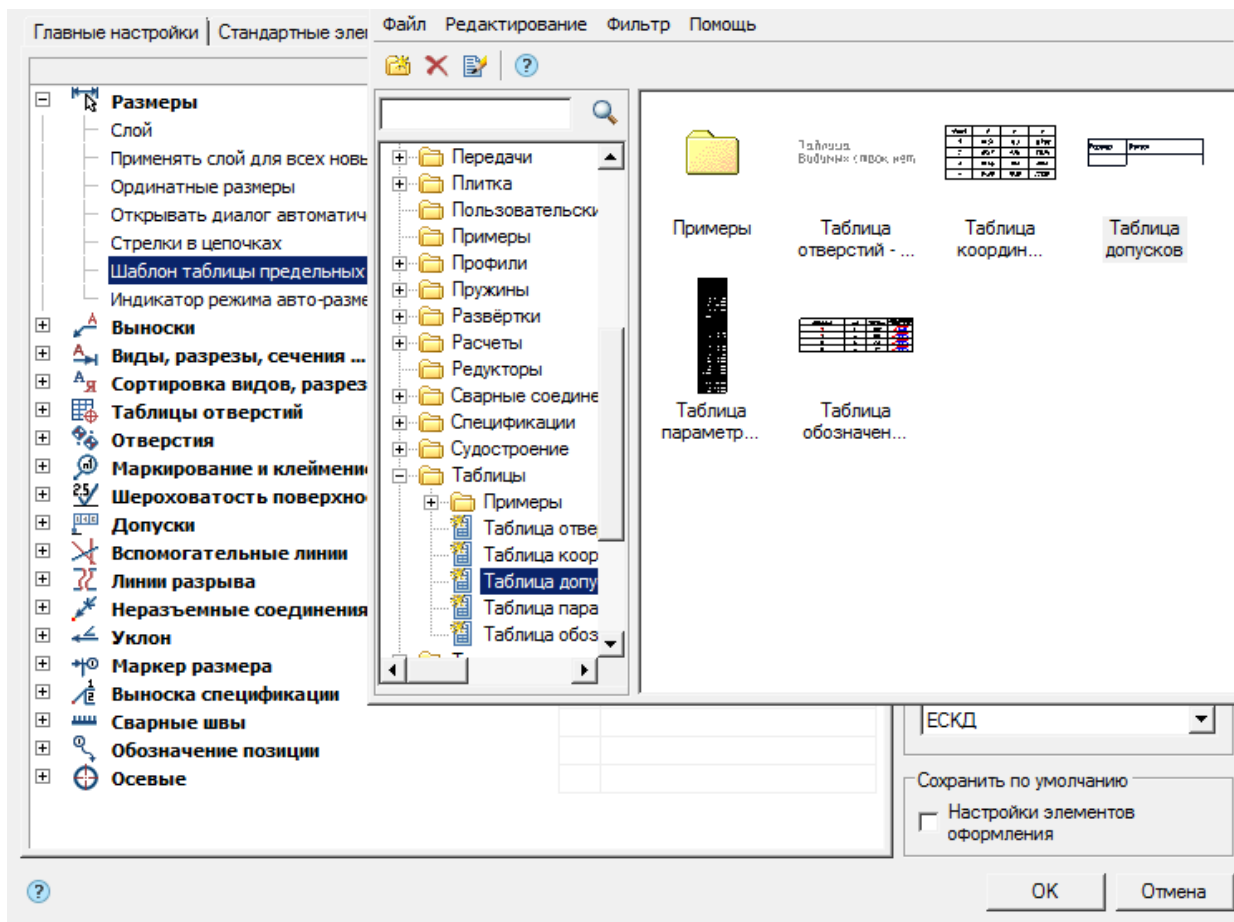 Главные настройки
Стандартные эле
Размеры
Слой
Применять слой для всех новь
Ординатные размеры
Открывать диалог автоматич
Стрелки в цепочках
Шаблон таблицы предельных
Индикатор режима авто-разме
Выноски
Виды, разрезы, сечения ...
Сортировка видов, разрез
Таблицы отверстий
Отверстия
Маркирование и клеймение
Шероховатость поверхно
Допуски
Вспомогательные линии
Линии разрыва
Неразъемные соединения
Уклон
Маркер размера
Выноска спецификации
Сварные швы
Обозначение позиции
Осевые
Файл Редактирование Фильтр Помощь
Передачи
Плитка
Пользовательски
Примеры
Профили
Пружины
Развёртки
Расчеты
Редукторы
Сварные соедине
Спецификации
Судостроение
Таблицы
Примеры
Таблица отве
Таблица коор
Таблица допу
Таблица пара
Таблица обоз
Таблица
Видимых строк нет
Примеры
Таблица
отверстий - ...
Таблица
координ...
Таблица
допусков
Таблица
параметр...
Таблица
обозначен...
ЕСКД
Сохранить по умолчанию
Настройки элементов
оформления
OK
Отмена